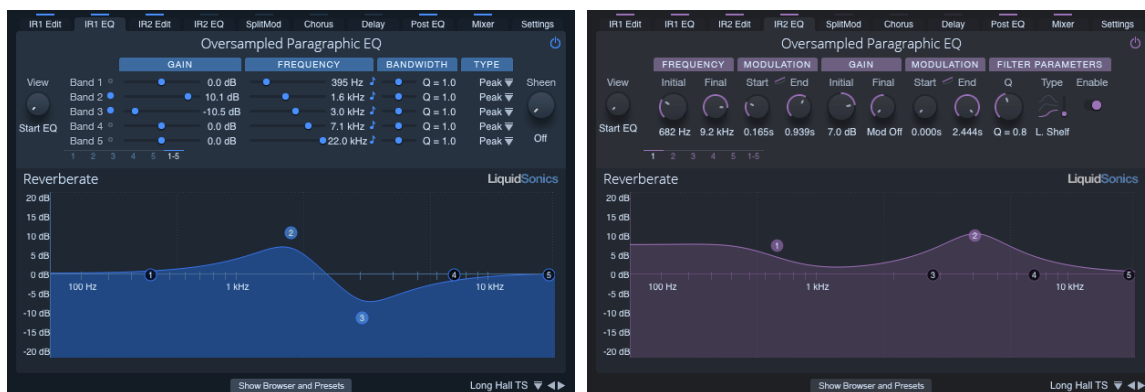 IR1 Edit IR1 EQ IR2 Edit IR2 EQ SplitMod Chorus Delay Post EQ Mixer Settings
Oversampled Paragraphic EQ
GAIN FREQUENCY BANDWIDTH TYPE
View Band 1 0.0 dB 395 Hz Q = 1.0 Peak Sheen
Band 2 10.1 dB 1.6 kHz Q = 1.0 Peak
Band 3 -10.5 dB 3.0 kHz Q = 1.0 Peak
Start EQ Band 4 0.0 dB 7.1 kHz Q = 1.0 Peak
Band 5 0.0 dB 22.0 kHz Q = 1.0 Peak Off
1 2 3 4 5 1-5
Reverberate LiquidSonics
20 dB
15 dB
10 dB 2
5 dB
0 dB 1 4 5
100 Hz 1 kHz 10 kHz
-5 dB
-10 dB 3
-15 dB
-20 dB
Show Browser and Presets Long Hall TS
IR1 Edit IR1 EQ IR2 Edit IR2 EQ SplitMod Chorus Delay Post EQ Mixer Settings
Oversampled Paragraphic EQ
FREQUENCY MODULATION GAIN MODULATION FILTER PARAMETERS
View Initial Final Start End Initial Final Start End Q Type Enable
Start EQ 682 Hz 9.2 kHz 0.165s 0.939s 7.0 dB Mod Off 0.000s 2.444s Q = 0.8 L. Shelf
1 2 3 4 5 1-5
Reverberate LiquidSonics
20 dB
15 dB
10 dB 2
5 dB 1
0 dB 3 4 5
100 Hz 1 kHz 10 kHz
-5 dB
-10 dB
-15 dB
-20 dB
Show Browser and Presets Long Hall TS